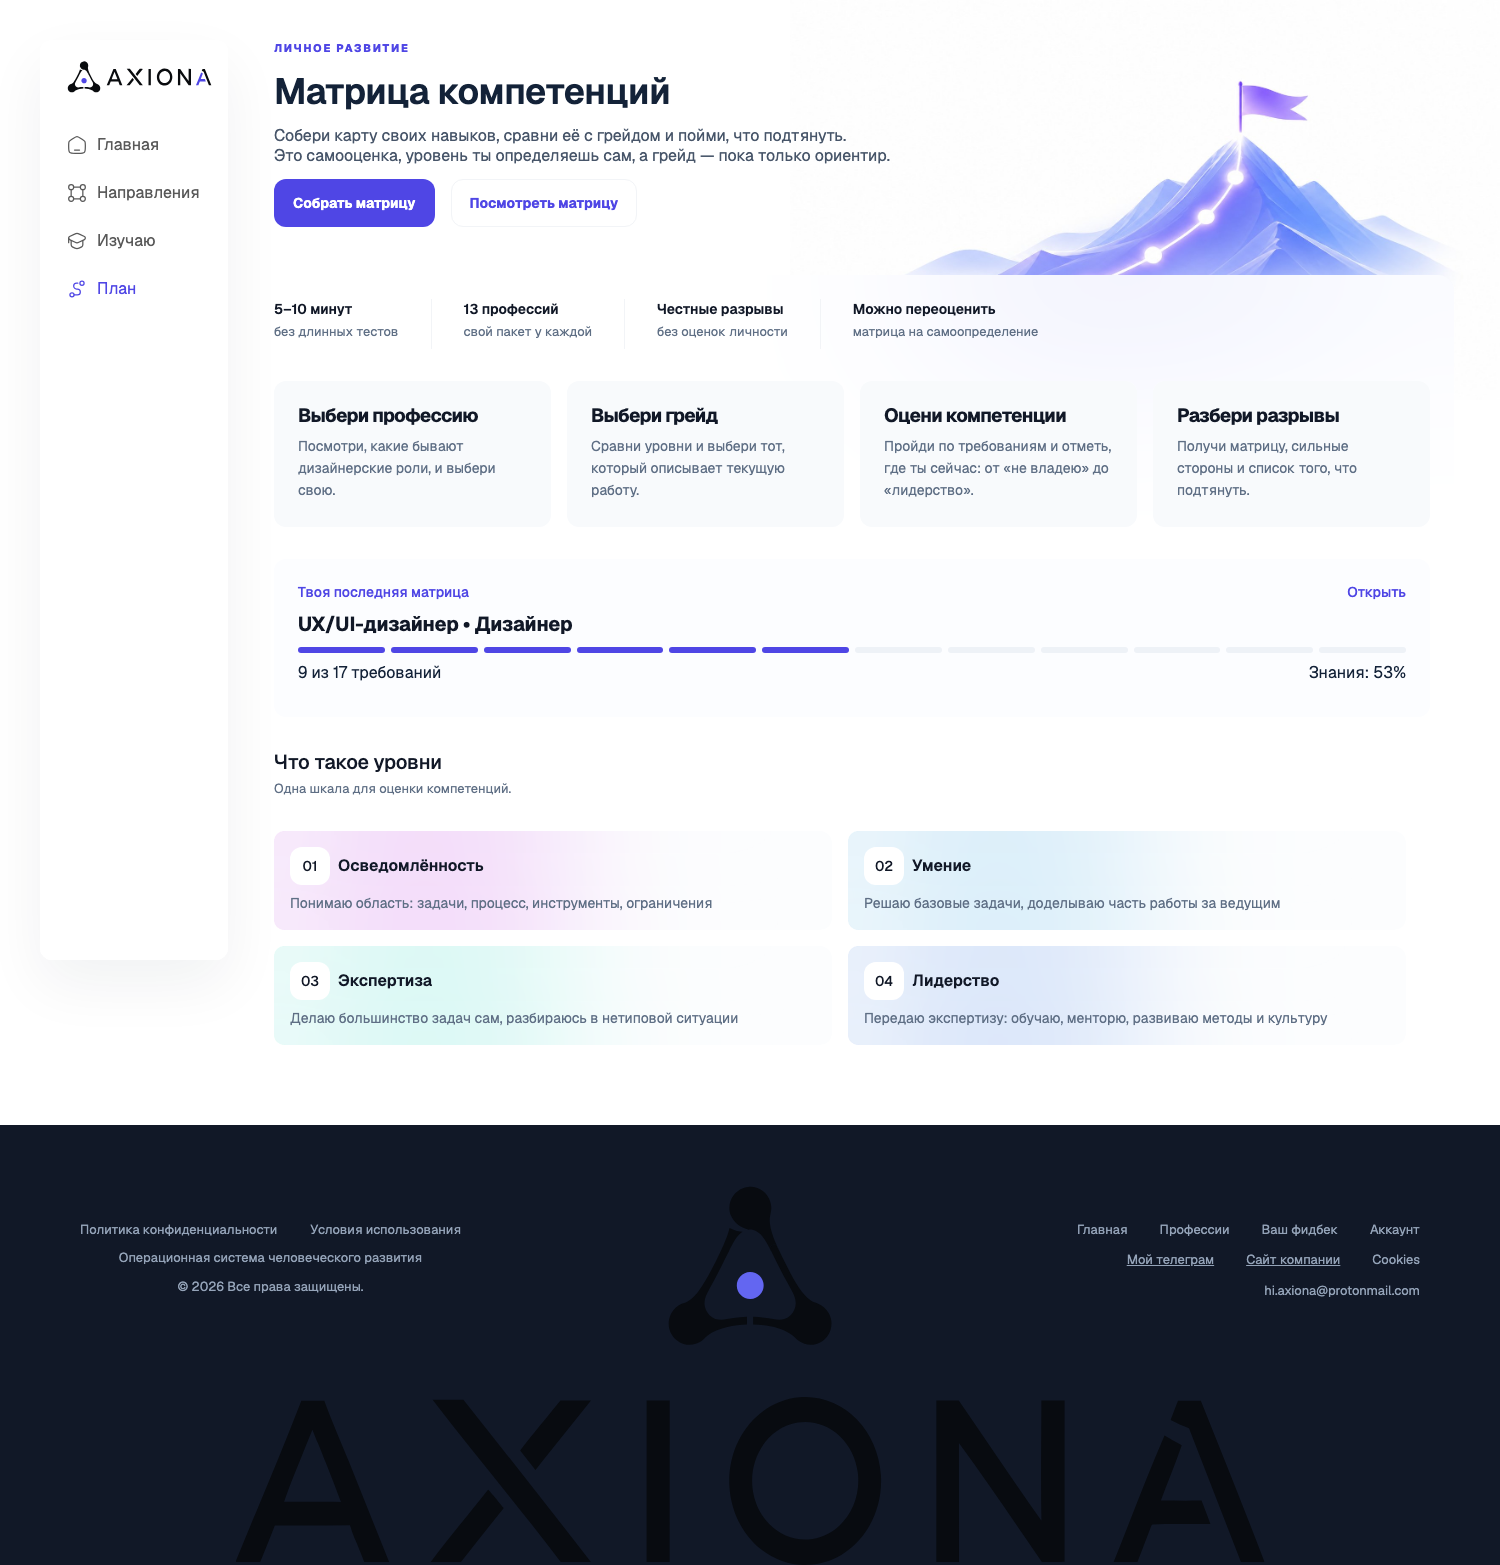 AXIONA
Главная
Направления
Изучаю
План
ЛИЧНОЕ РАЗВИТИЕ
Матрица компетенций
Собери карту своих навыков, сравни её с грейдом и пойми, что подтянуть.
Это самооценка, уровень ты определяешь сам, а грейд — пока только ориентир.
Собрать матрицу
Посмотреть матрицу
5–10 минут
без длинных тестов
13 профессий
свой пакет у каждой
Честные разрывы
без оценок личности
Можно переоценить
матрица на самоопределение
Выбери профессию
Посмотри, какие бывают
дизайнерские роли, и выбери
свою.
Выбери грейд
Сравни уровни и выбери тот,
который описывает текущую
работу.
Оцени компетенции
Пройди по требованиям и отметь,
где ты сейчас: от «не владею» до
«лидерство».
Разбери разрывы
Получи матрицу, сильные
стороны и список того, что
подтянуть.
Твоя последняя матрица
Открыть
UX/UI-дизайнер • Дизайнер
9 из 17 требований
Знания: 53%
Что такое уровни
Одна шкала для оценки компетенций.
01 Осведомлённость
Понимаю область: задачи, процесс, инструменты, ограничения
02 Умение
Решаю базовые задачи, доделываю часть работы за ведущим
03 Экспертиза
Делаю большинство задач сам, разбираюсь в нетиповой ситуации
04 Лидерство
Передаю экспертизу: обучаю, менторю, развиваю методы и культуру
Политика конфиденциальности Условия использования
Операционная система человеческого развития
© 2026 Все права защищены.
Главная Профессии Ваш фидбек Аккаунт
Мой телеграм Сайт компании Cookies
hi.axiona@protonmail.com
AXIONA